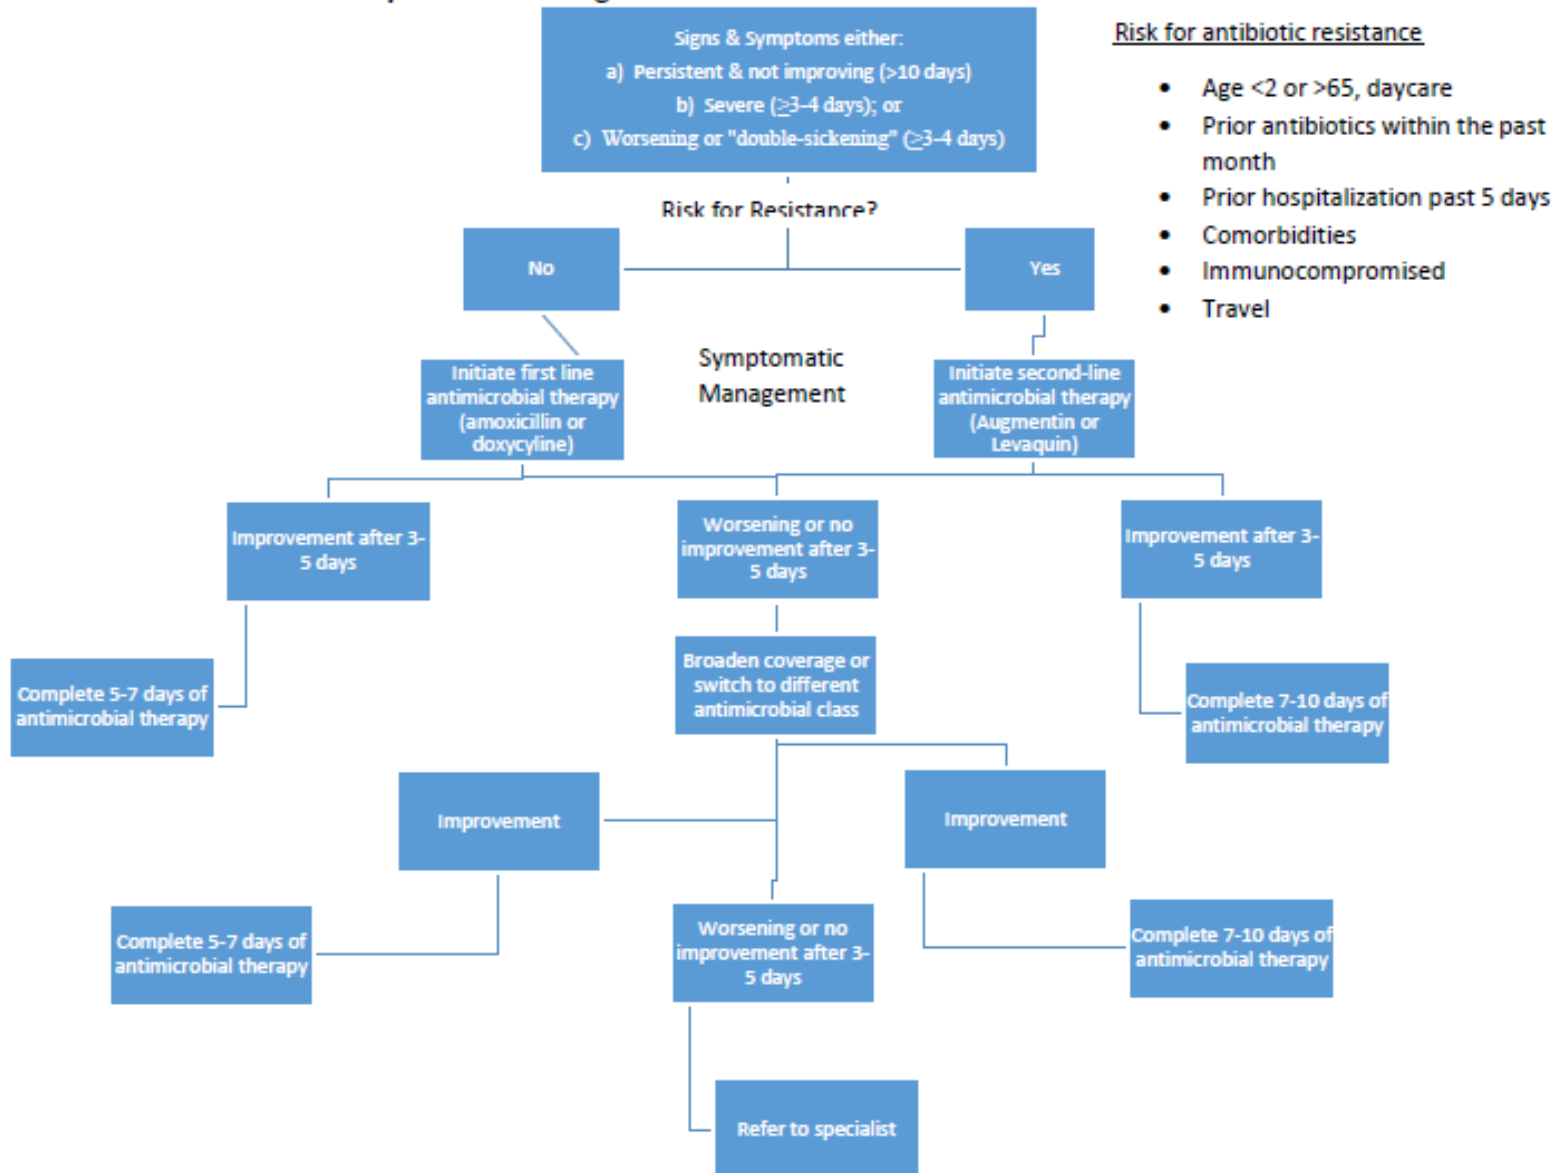 Signs & Symptoms either:
a) Persistent & not improving (>10 days)
b) Severe (≥3-4 days); or
c) Worsening or "double-sickening" (≥3-4 days)
Risk for antibiotic resistance
• Age <2 or >65, daycare
• Prior antibiotics within the past
month
• Prior hospitalization past 5 days
• Comorbidities
• Immunocompromised
• Travel
Risk for Resistance?
No
Yes
Initiate first line
antimicrobial therapy
(amoxicillin or
doxycyline)
Symptomatic
Management
Initiate second-line
antimicrobial therapy
(Augmentin or
Levaquin)
Improvement after 3-
5 days
Worsening or no
improvement after 3-
5 days
Improvement after 3-
5 days
Complete 5-7 days of
antimicrobial therapy
Broaden coverage or
switch to different
antimicrobial class
Complete 7-10 days of
antimicrobial therapy
Improvement
Improvement
Complete 5-7 days of
antimicrobial therapy
Worsening or no
improvement after 3-
5 days
Complete 7-10 days of
antimicrobial therapy
Refer to specialist